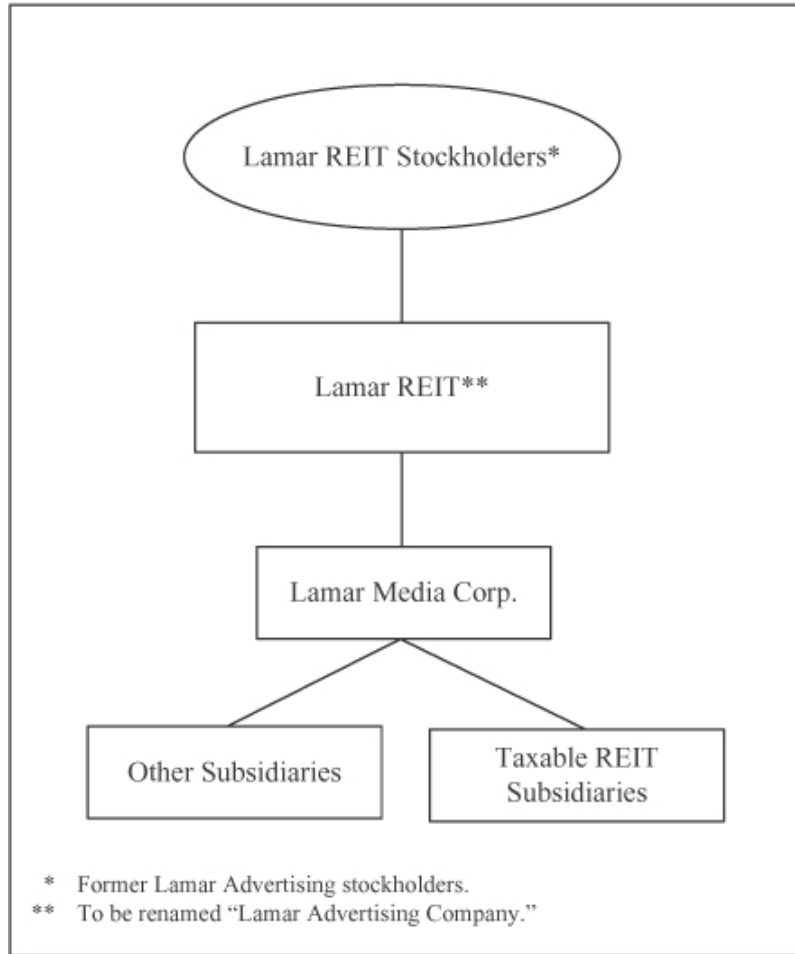 Lamar REIT Stockholders*
Lamar REIT**
Lamar Media Corp.
Other Subsidiaries
Taxable REIT
Subsidiaries
* Former Lamar Advertising stockholders.
** To be renamed “Lamar Advertising Company.”